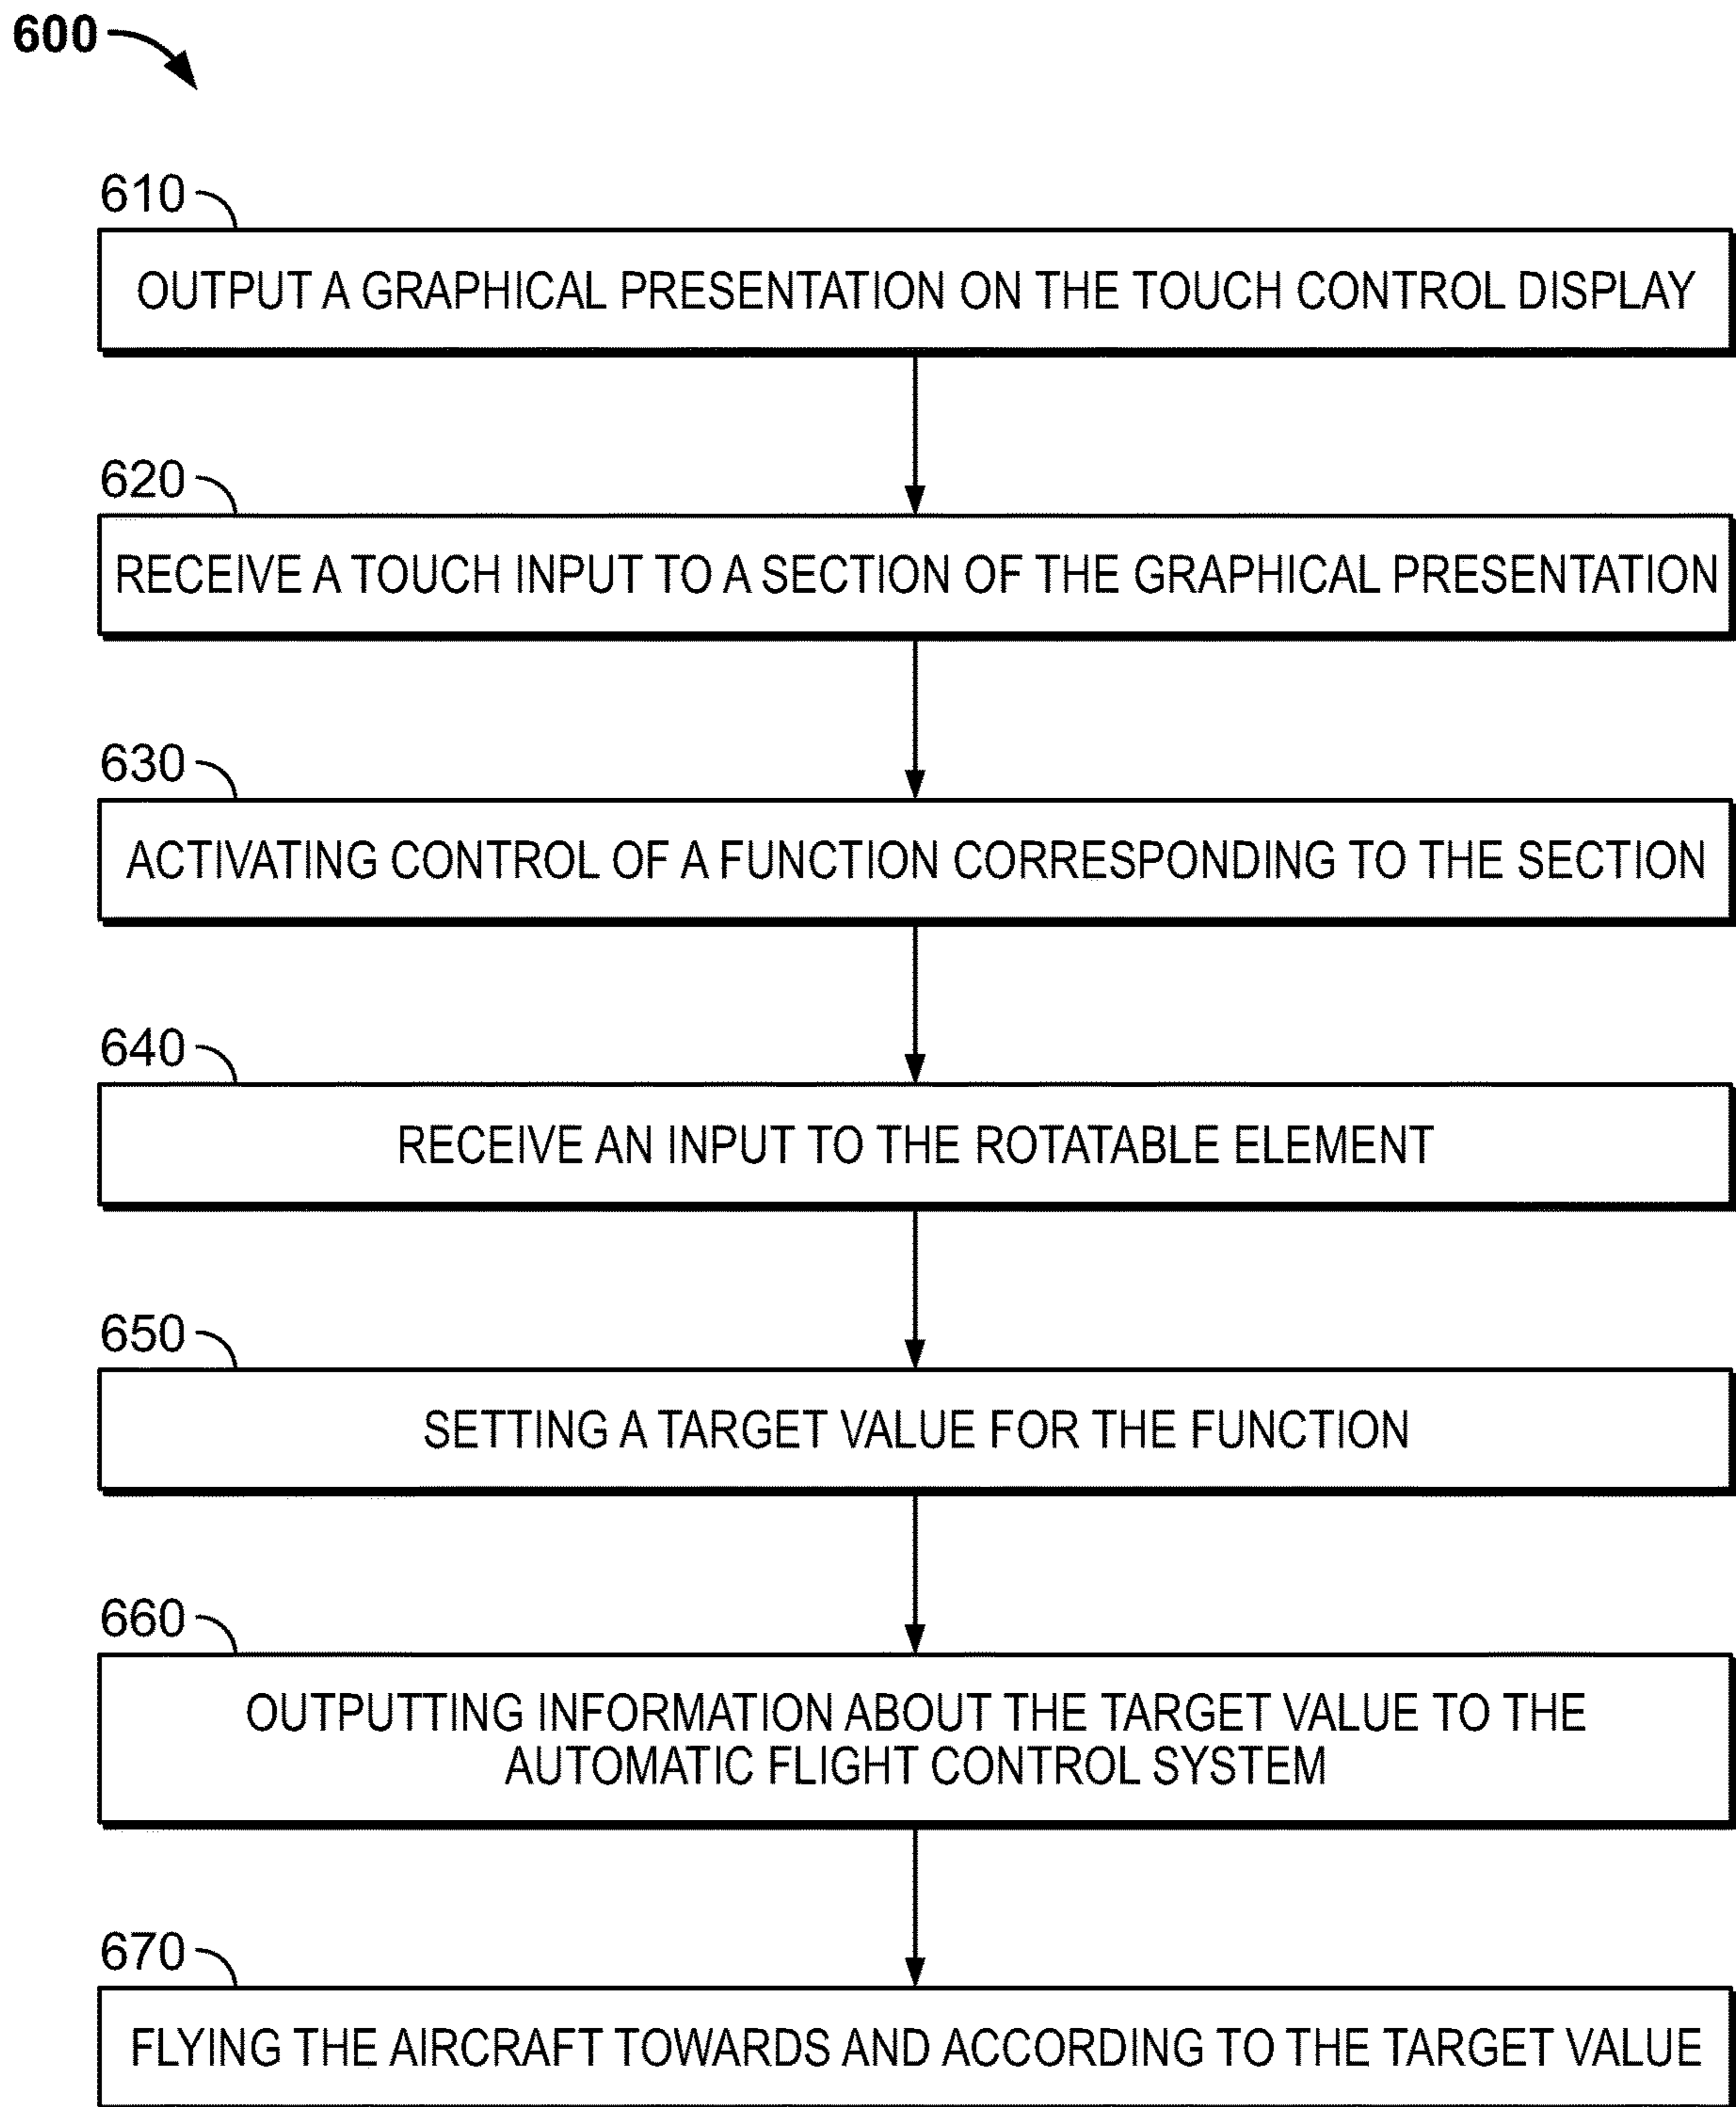 600
610
OUTPUT A GRAPHICAL PRESENTATION ON THE TOUCH CONTROL DISPLAY
620
RECEIVE A TOUCH INPUT TO A SECTION OF THE GRAPHICAL PRESENTATION
630
ACTIVATING CONTROL OF A FUNCTION CORRESPONDING TO THE SECTION
640
RECEIVE AN INPUT TO THE ROTATABLE ELEMENT
650
SETTING A TARGET VALUE FOR THE FUNCTION
660
OUTPUTTING INFORMATION ABOUT THE TARGET VALUE TO THE
AUTOMATIC FLIGHT CONTROL SYSTEM
670
FLYING THE AIRCRAFT TOWARDS AND ACCORDING TO THE TARGET VALUE